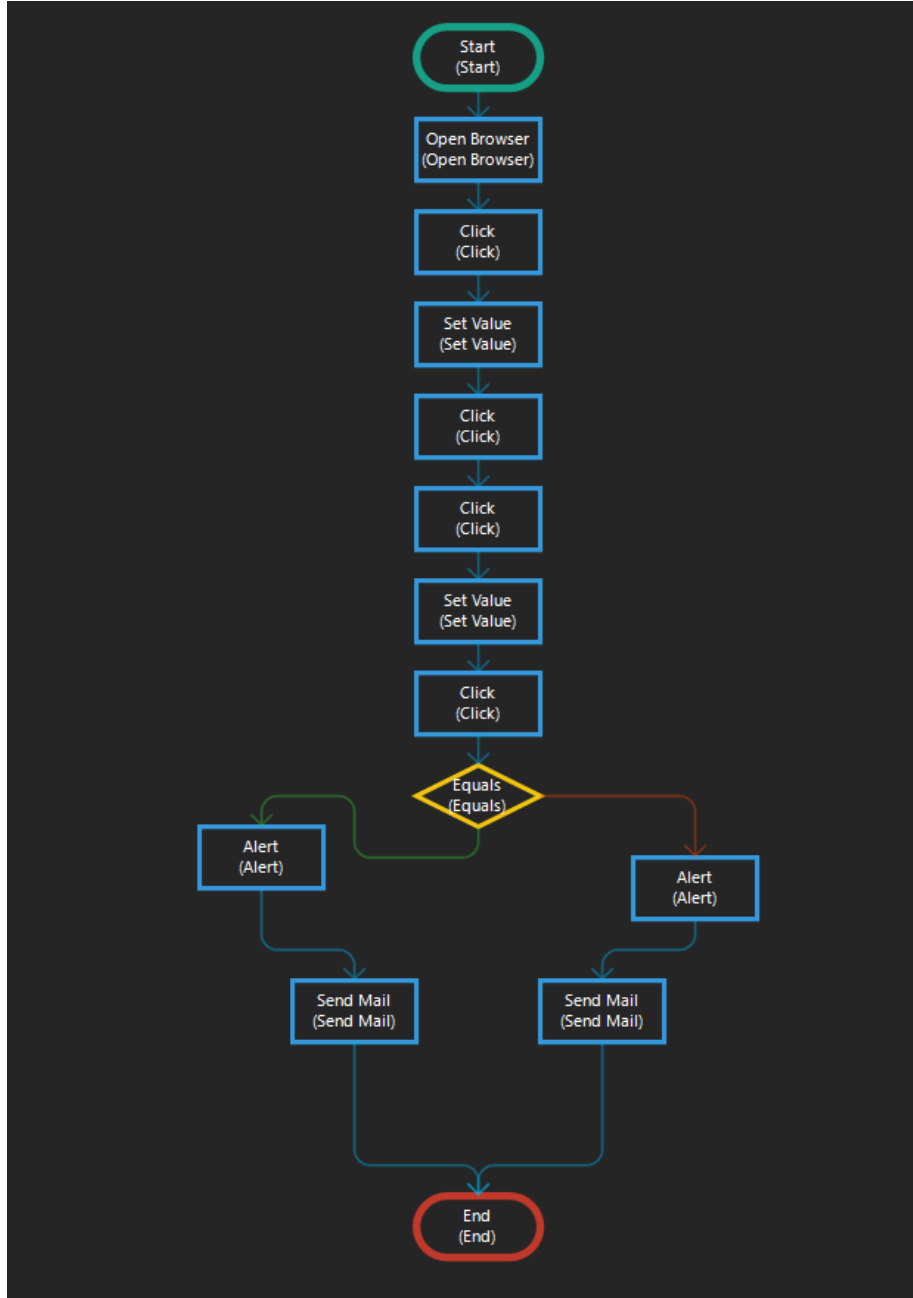 Start
(Start)
Open Browser
(Open Browser)
Click
(Click)
Set Value
(Set Value)
Click
(Click)
Click
(Click)
Set Value
(Set Value)
Click
(Click)
Equals
(Equals)
Alert
(Alert)
Alert
(Alert)
Send Mail
(Send Mail)
Send Mail
(Send Mail)
End
(End)